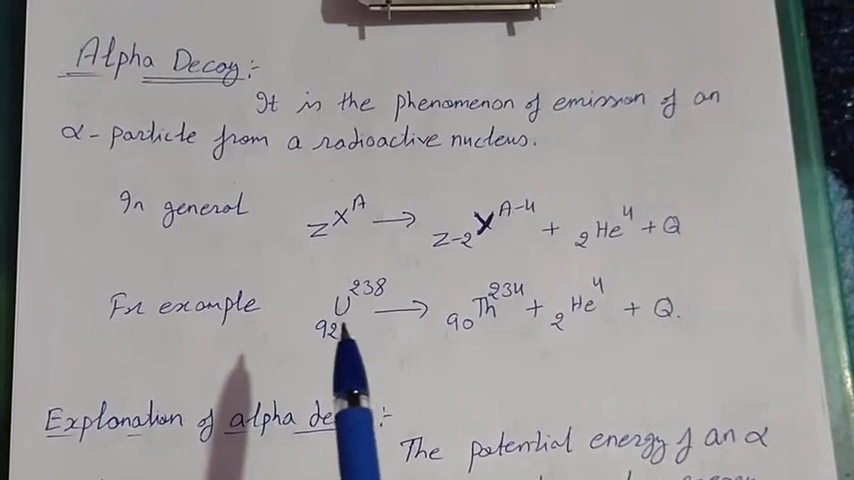 Alpha Decay:-
It is the phenomenon of emission of an
α - particle from a radioactive nucleus.
In general zX^A → z-2Y^A-4 + 2He^4 + Q
For example 92U^238 → 90Th^234 + 2He^4 + Q.
Explanation of alpha de :-
The potential energy of an α